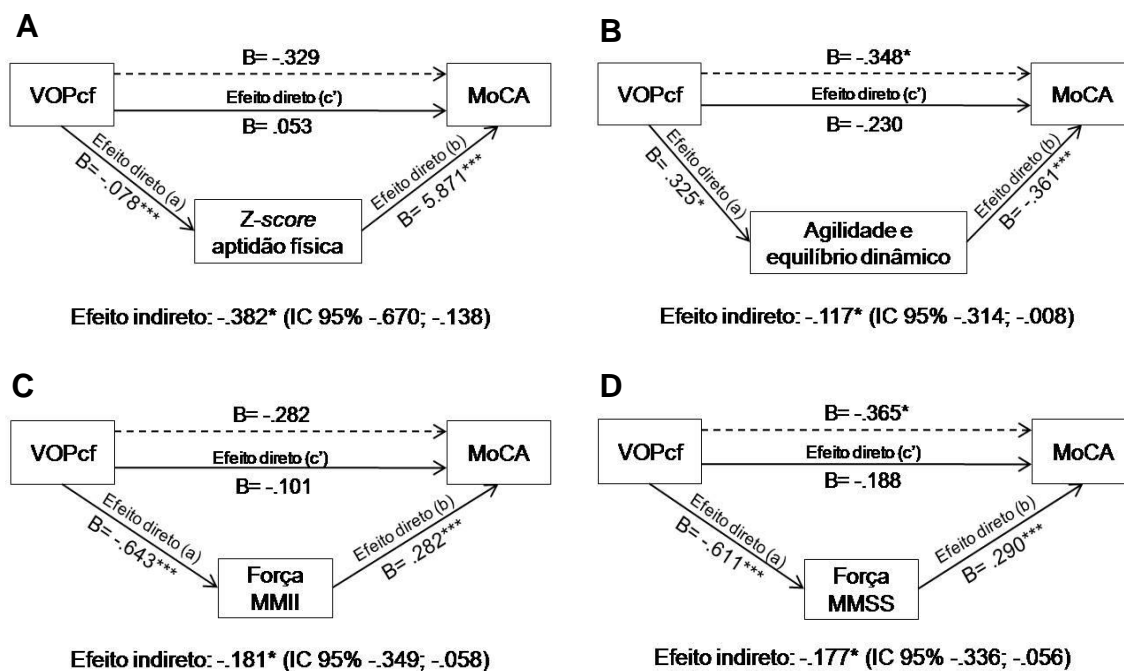 A
B= -.329
VOPcf
MoCA
Efeito direto (c')
B= .053
Efeito direto (a)
B= -.078***
Efeito direto (b)
B= 5.871***
Z-score
aptidão física
Efeito indireto: -.382* (IC 95% -.670; -.138)
B
B= -.348*
VOPcf
MoCA
Efeito direto (c')
B= -.230
Efeito direto (a)
B= .325*
Efeito direto (b)
B= -.361***
Agilidade e
equilíbrio dinâmico
Efeito indireto: -.117* (IC 95% -.314; -.008)
C
B= -.282
VOPcf
MoCA
Efeito direto (c')
B= -.101
Efeito direto (a)
B= -.643***
Efeito direto (b)
B= .282***
Força
MMII
Efeito indireto: -.181* (IC 95% -.349; -.058)
D
B= -.365*
VOPcf
MoCA
Efeito direto (c')
B= -.188
Efeito direto (a)
B= -.611***
Efeito direto (b)
B= .290***
Força
MMSS
Efeito indireto: -.177* (IC 95% -.336; -.056)